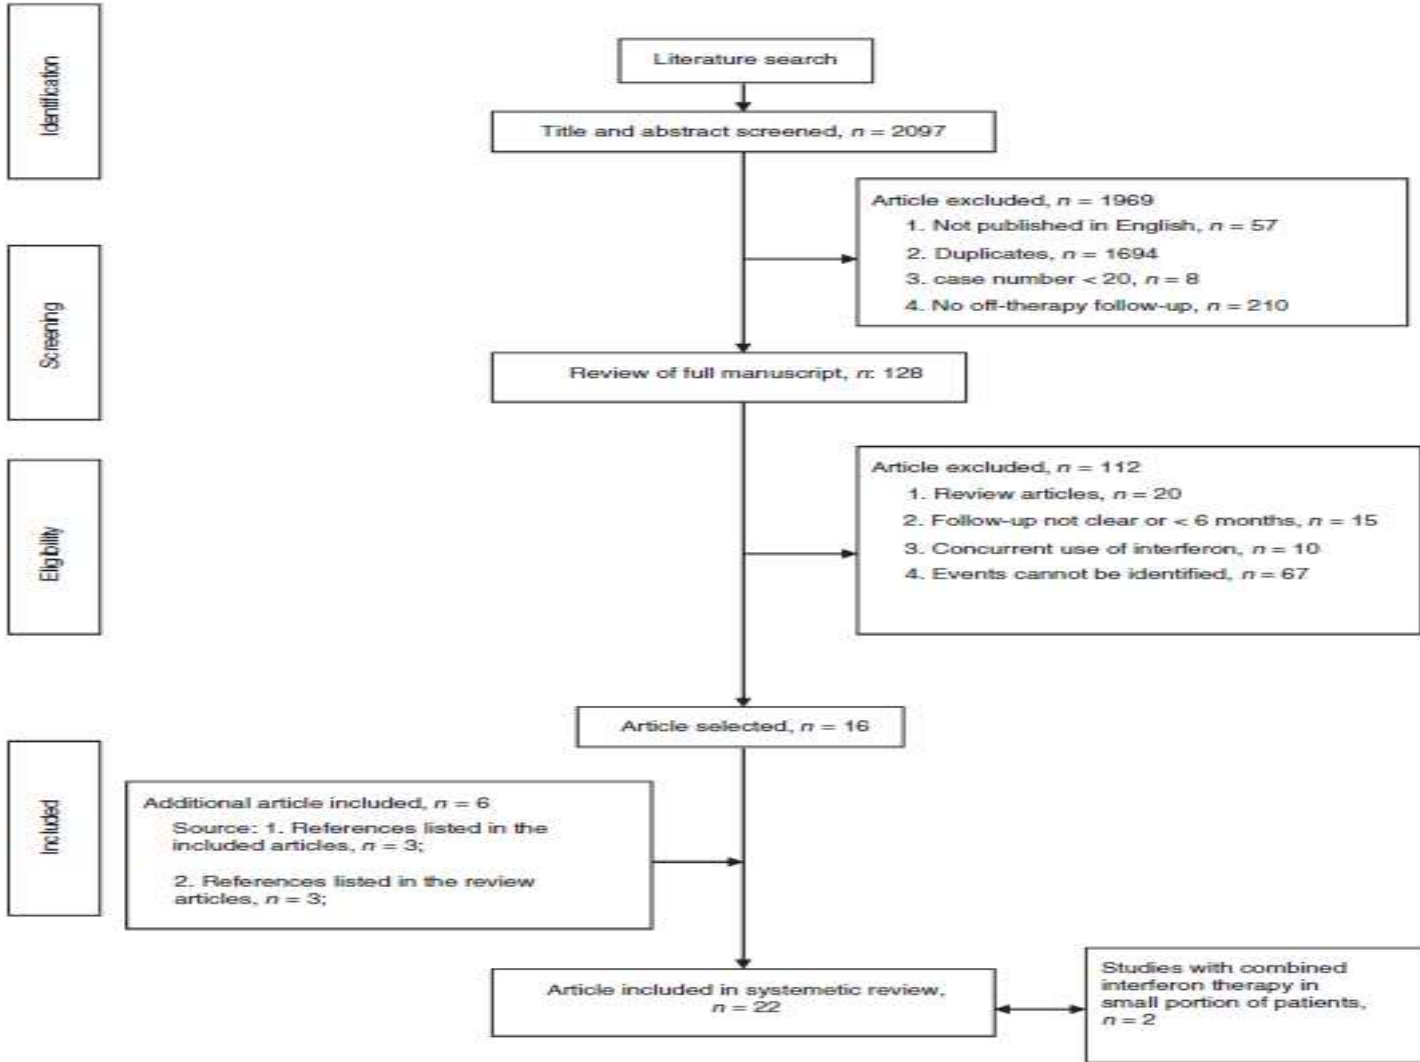 Identification
Literature search
Title and abstract screened, n = 2097
Article excluded, n = 1969
1. Not published in English, n = 57
2. Duplicates, n = 1694
3. case number < 20, n = 8
4. No off-therapy follow-up, n = 210
Screening
Review of full manuscript, n: 128
Eligibility
Article excluded, n = 112
1. Review articles, n = 20
2. Follow-up not clear or < 6 months, n = 15
3. Concurrent use of interferon, n = 10
4. Events cannot be identified, n = 67
Article selected, n = 16
Included
Additional article included, n = 6
Source: 1. References listed in the
included articles, n = 3;
2. References listed in the review
articles, n = 3;
Article included in systemetic review,
n = 22
Studies with combined
interferon therapy in
small portion of patients,
n = 2